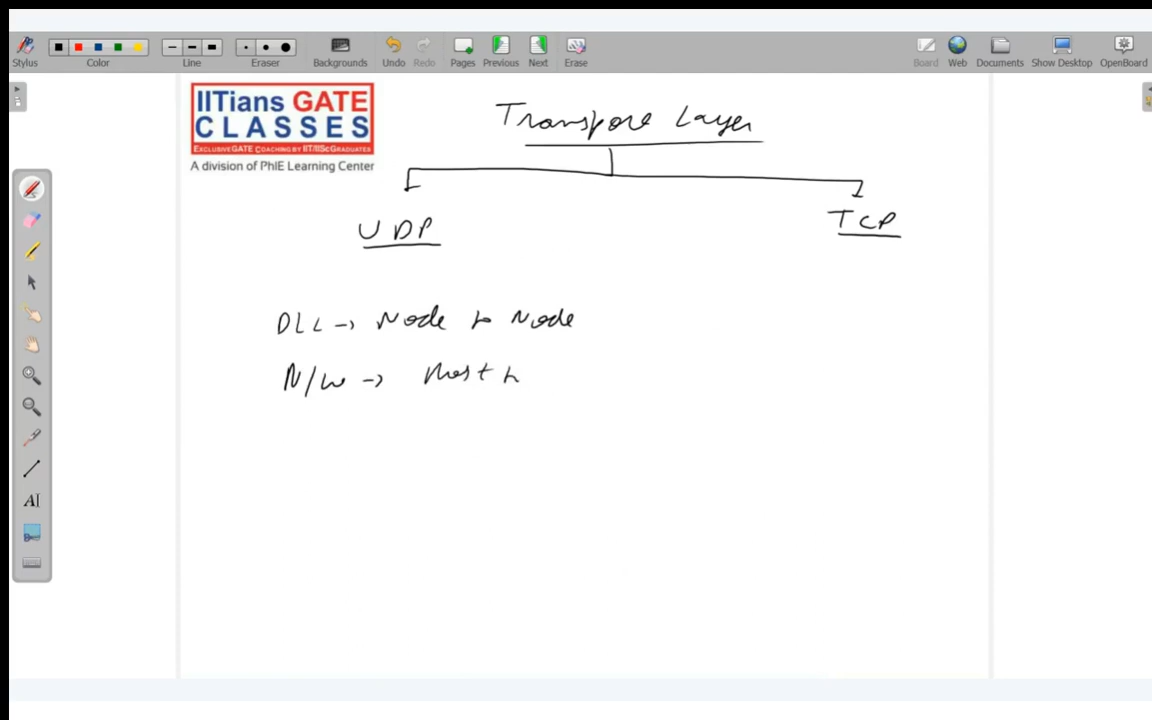 Stylus Color Line Eraser Backgrounds Undo Redo Pages Previous Next Erase Board Web Documents Show Desktop OpenBoard
IITians GATE
CLASSES
EXCLUSIVE GATE COACHING BY IIT/IISc GRADUATES
A division of PhIE Learning Center
Transport Layer
UDP
TCP
DLL → Node to Node
N/W → Host t
AI